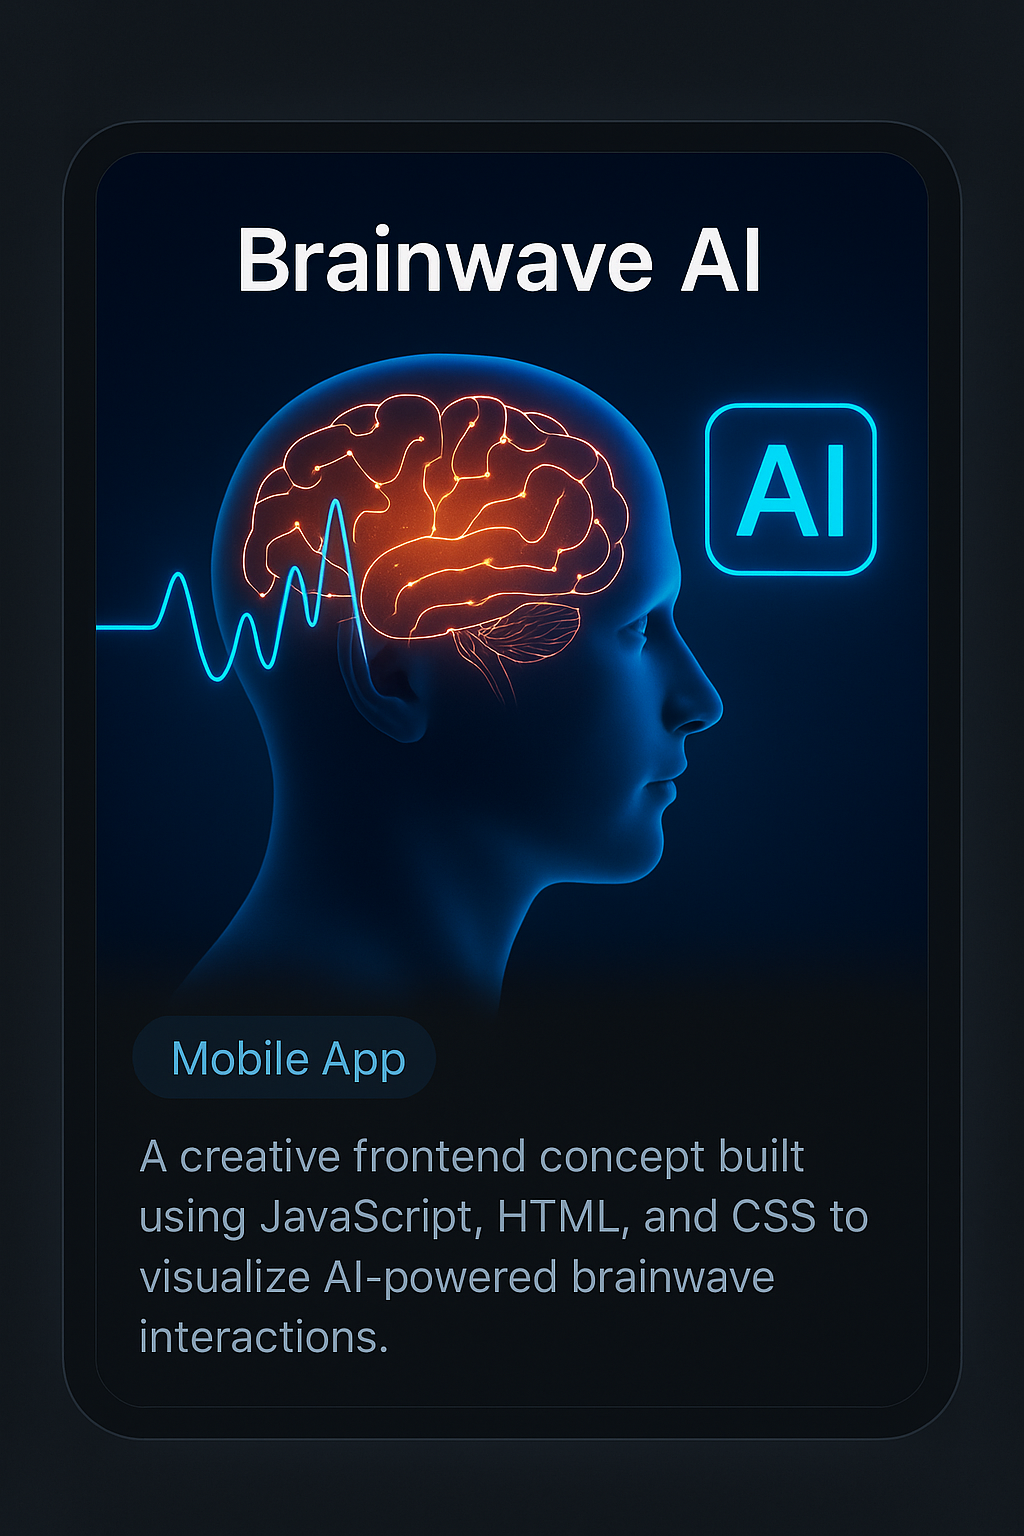 Brainwave AI
AI
Mobile App
A creative frontend concept built
using JavaScript, HTML, and CSS to
visualize AI-powered brainwave
interactions.